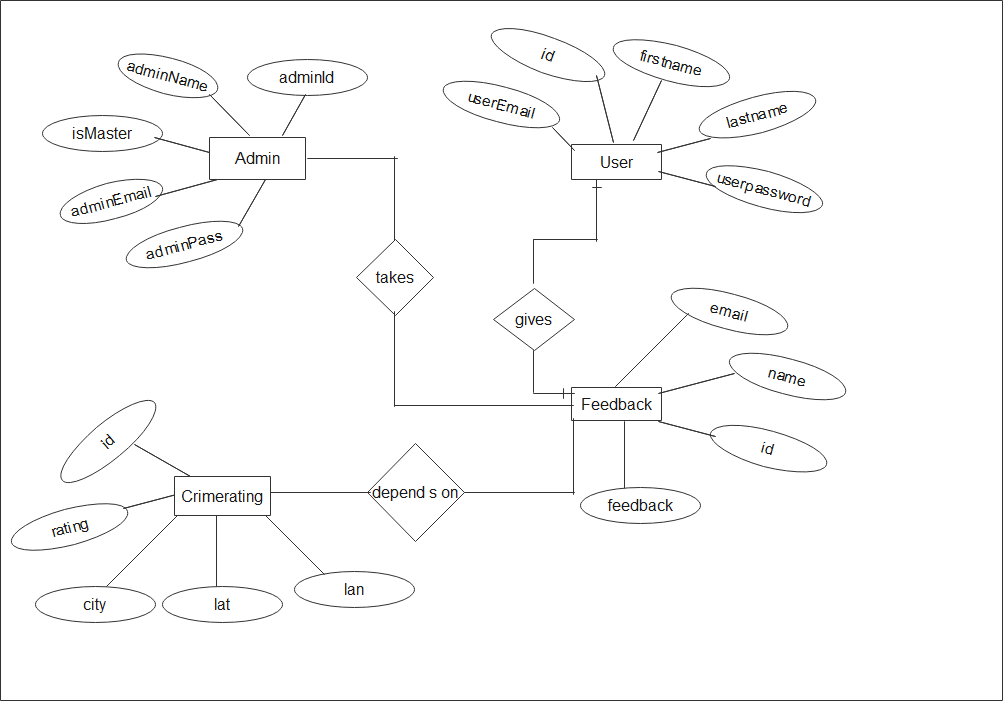 id
firstname
adminName
adminId
userEmail
lastname
isMaster
Admin
User
adminEmail
userpassword
adminPass
takes
gives
email
name
Feedback
id
id
Crimerating
depend s on
rating
feedback
city
lat
lan